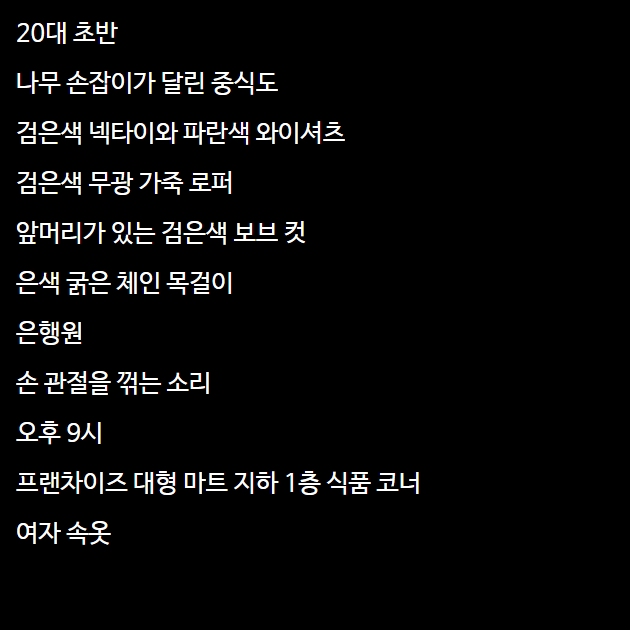 20대 초반
나무 손잡이가 달린 중식도
검은색 넥타이와 파란색 와이셔츠
검은색 무광 가죽 로퍼
앞머리가 있는 검은색 보브 컷
은색 굵은 체인 목걸이
은행원
손 관절을 꺾는 소리
오후 9시
프랜차이즈 대형 마트 지하 1층 식품 코너
여자 속옷